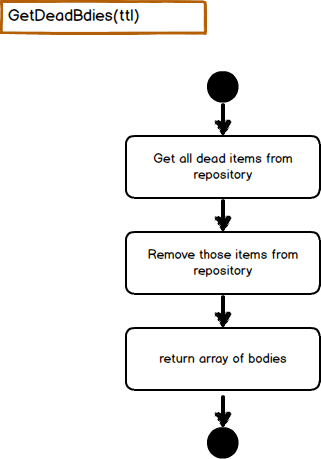 GetDeadBdies(ttl)
Get all dead items from
repository
Remove those items from
repository
return array of bodies